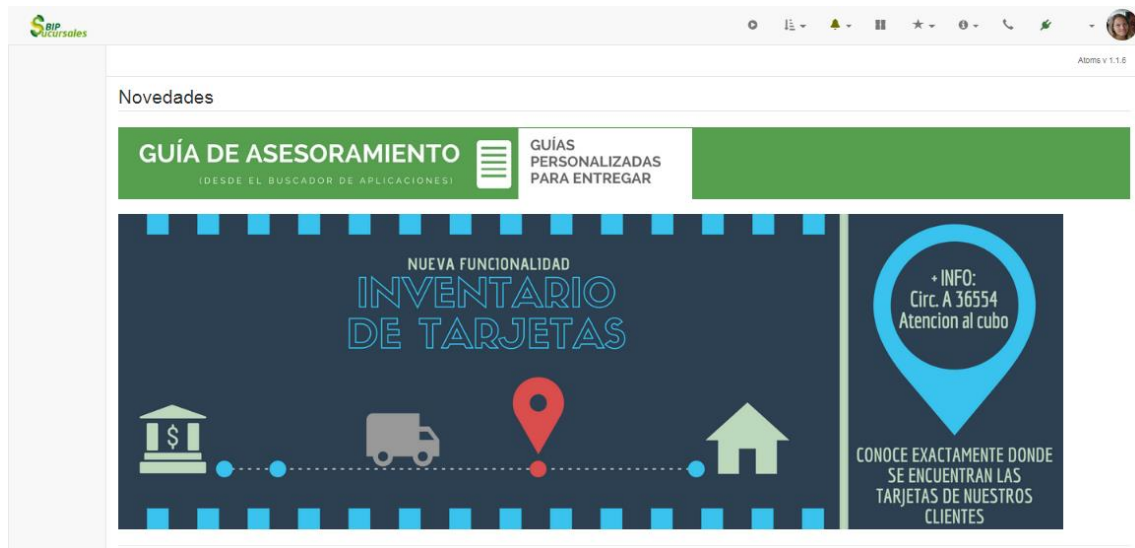 BIP
Sucursales
Atoms v 1.1.6
Novedades
GUÍA DE ASESORAMIENTO
(DESDE EL BUSCADOR DE APLICACIONES)
GUÍAS
PERSONALIZADAS
PARA ENTREGAR
NUEVA FUNCIONALIDAD
INVENTARIO
DE TARJETAS
$
+ INFO:
Circ. A 36554
Atencion al cubo
CONOCE EXACTAMENTE DONDE
SE ENCUENTRAN LAS
TARJETAS DE NUESTROS
CLIENTES